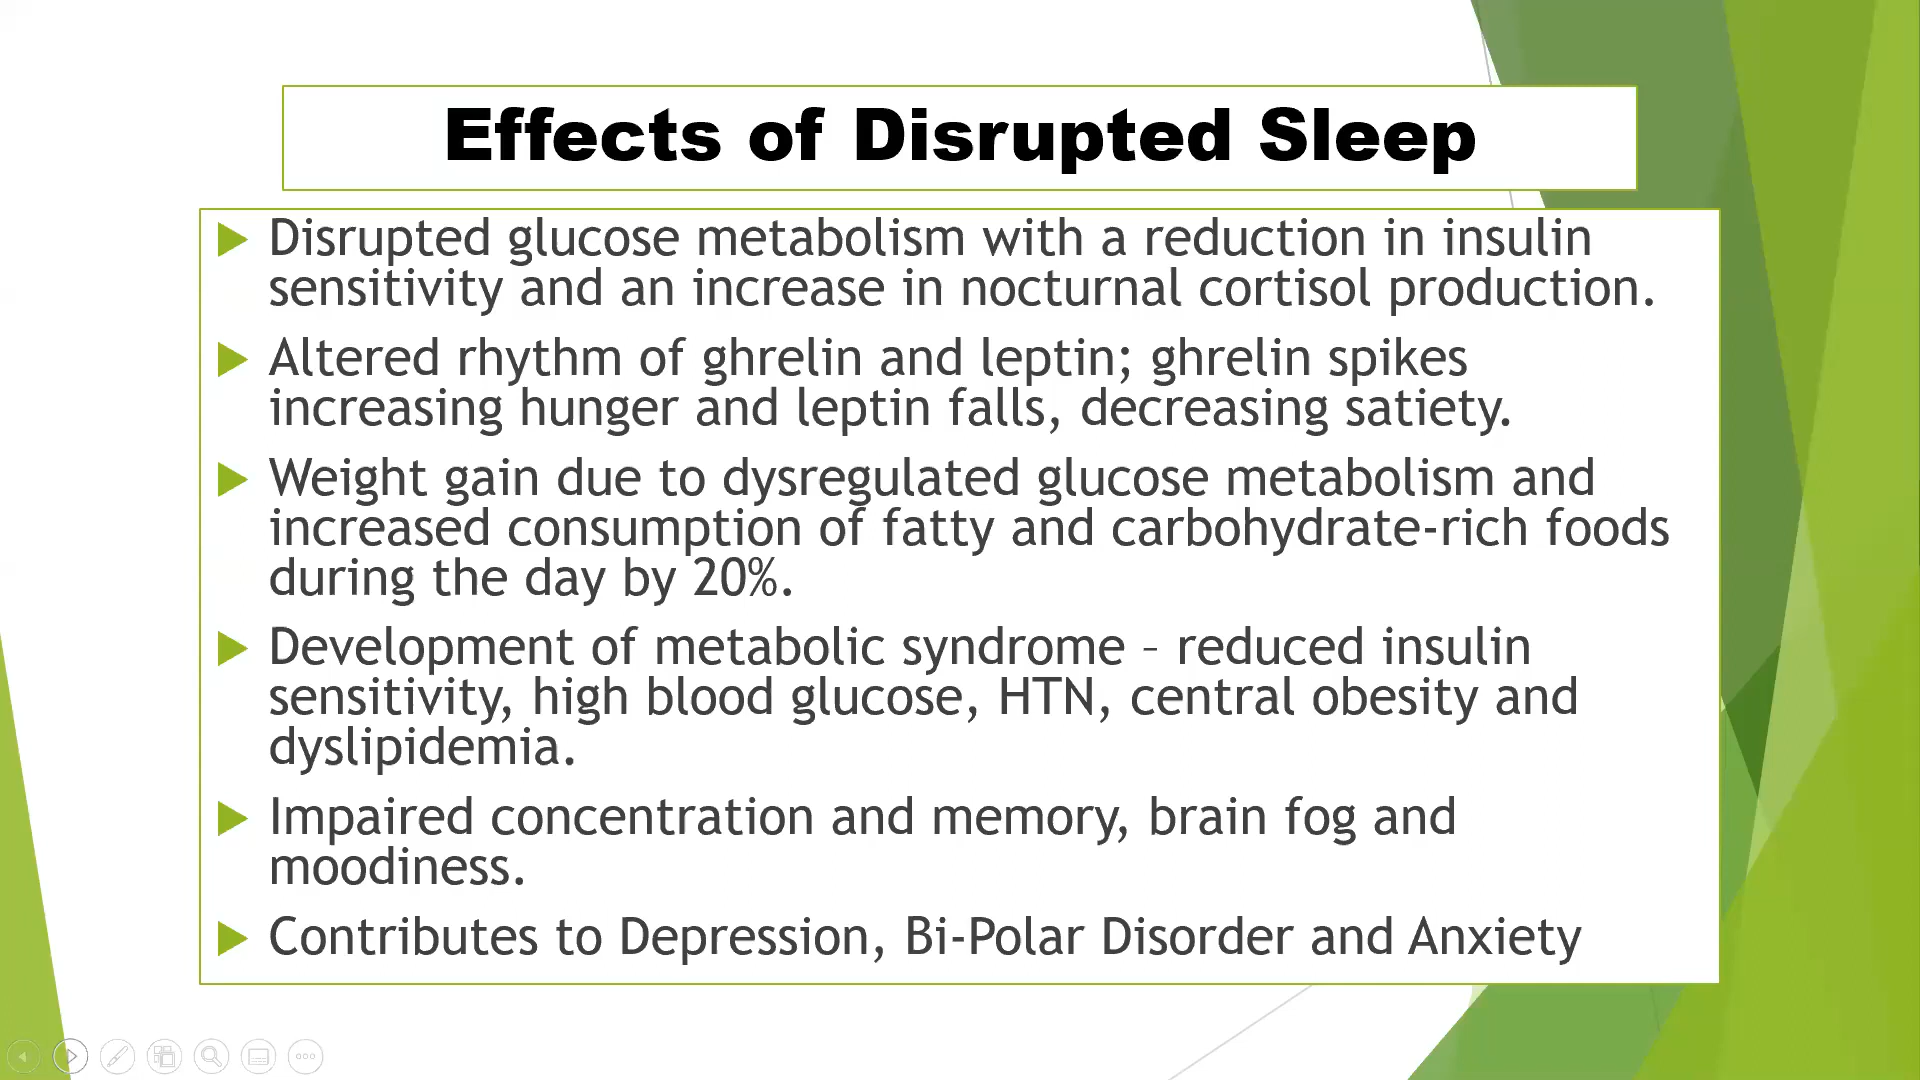 Effects of Disrupted Sleep
Disrupted glucose metabolism with a reduction in insulin
sensitivity and an increase in nocturnal cortisol production.
Altered rhythm of ghrelin and leptin; ghrelin spikes
increasing hunger and leptin falls, decreasing satiety.
Weight gain due to dysregulated glucose metabolism and
increased consumption of fatty and carbohydrate-rich foods
during the day by 20%.
Development of metabolic syndrome – reduced insulin
sensitivity, high blood glucose, HTN, central obesity and
dyslipidemia.
Impaired concentration and memory, brain fog and
moodiness.
Contributes to Depression, Bi-Polar Disorder and Anxiety